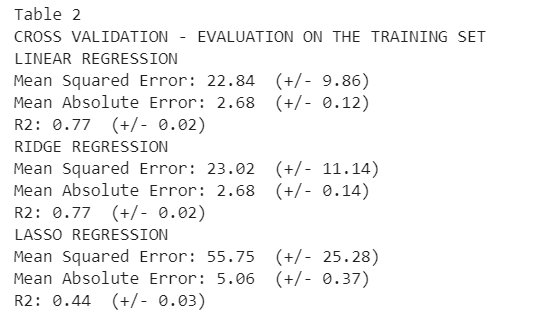 Table 2
CROSS VALIDATION - EVALUATION ON THE TRAINING SET
LINEAR REGRESSION
Mean Squared Error: 22.84  (+/- 9.86)
Mean Absolute Error: 2.68  (+/- 0.12)
R2: 0.77  (+/- 0.02)
RIDGE REGRESSION
Mean Squared Error: 23.02  (+/- 11.14)
Mean Absolute Error: 2.68  (+/- 0.14)
R2: 0.77  (+/- 0.02)
LASSO REGRESSION
Mean Squared Error: 55.75  (+/- 25.28)
Mean Absolute Error: 5.06  (+/- 0.37)
R2: 0.44  (+/- 0.03)